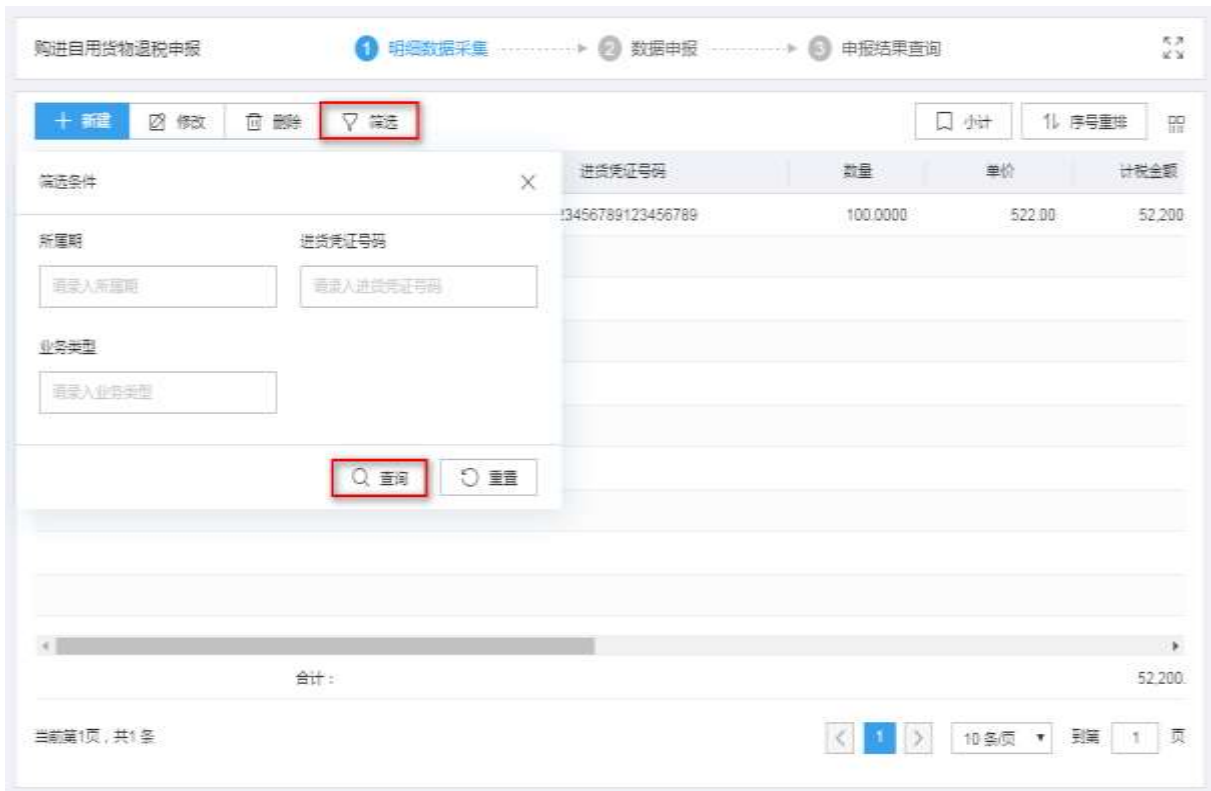 购进自用货物退税申报 1 明细数据采集 2 数据申报 3 申报结果查询
新建 修改 删除 筛选 小计 序号重排
筛选条件 进货凭证号码 数量 单价 计税金额
23456789123456789 100.0000 522.00 52,200
所属期 进货凭证号码
请录入所属期 请录入进货凭证号码
业务类型
请录入业务类型
查询 重置
合计： 52,200.
当前第1页，共1条 1 10 条/页 到第 1 页